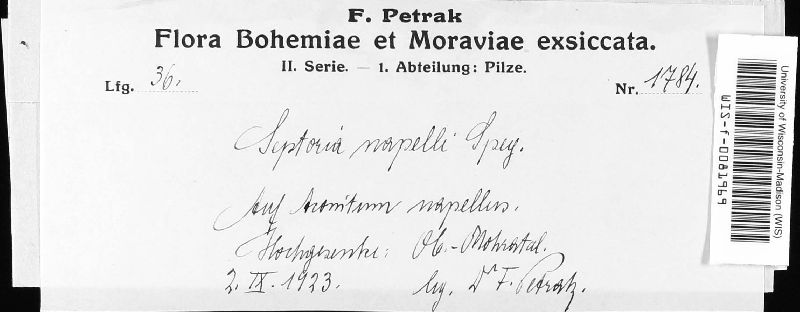 F. Petrak
Flora Bohemiae et Moraviae exsiccata.
II. Serie. — 1. Abteilung: Pilze.
Lfg. 36.
Nr. 1784.
Septoria napelli Speg.
Auf Aconitum napellus.
Hochgesenke: Ob.-Mohratal.
2. IX. 1923. leg. Dr F. Petrak.
University of Wisconsin-Madison (WIS)
WIS-f-0081969